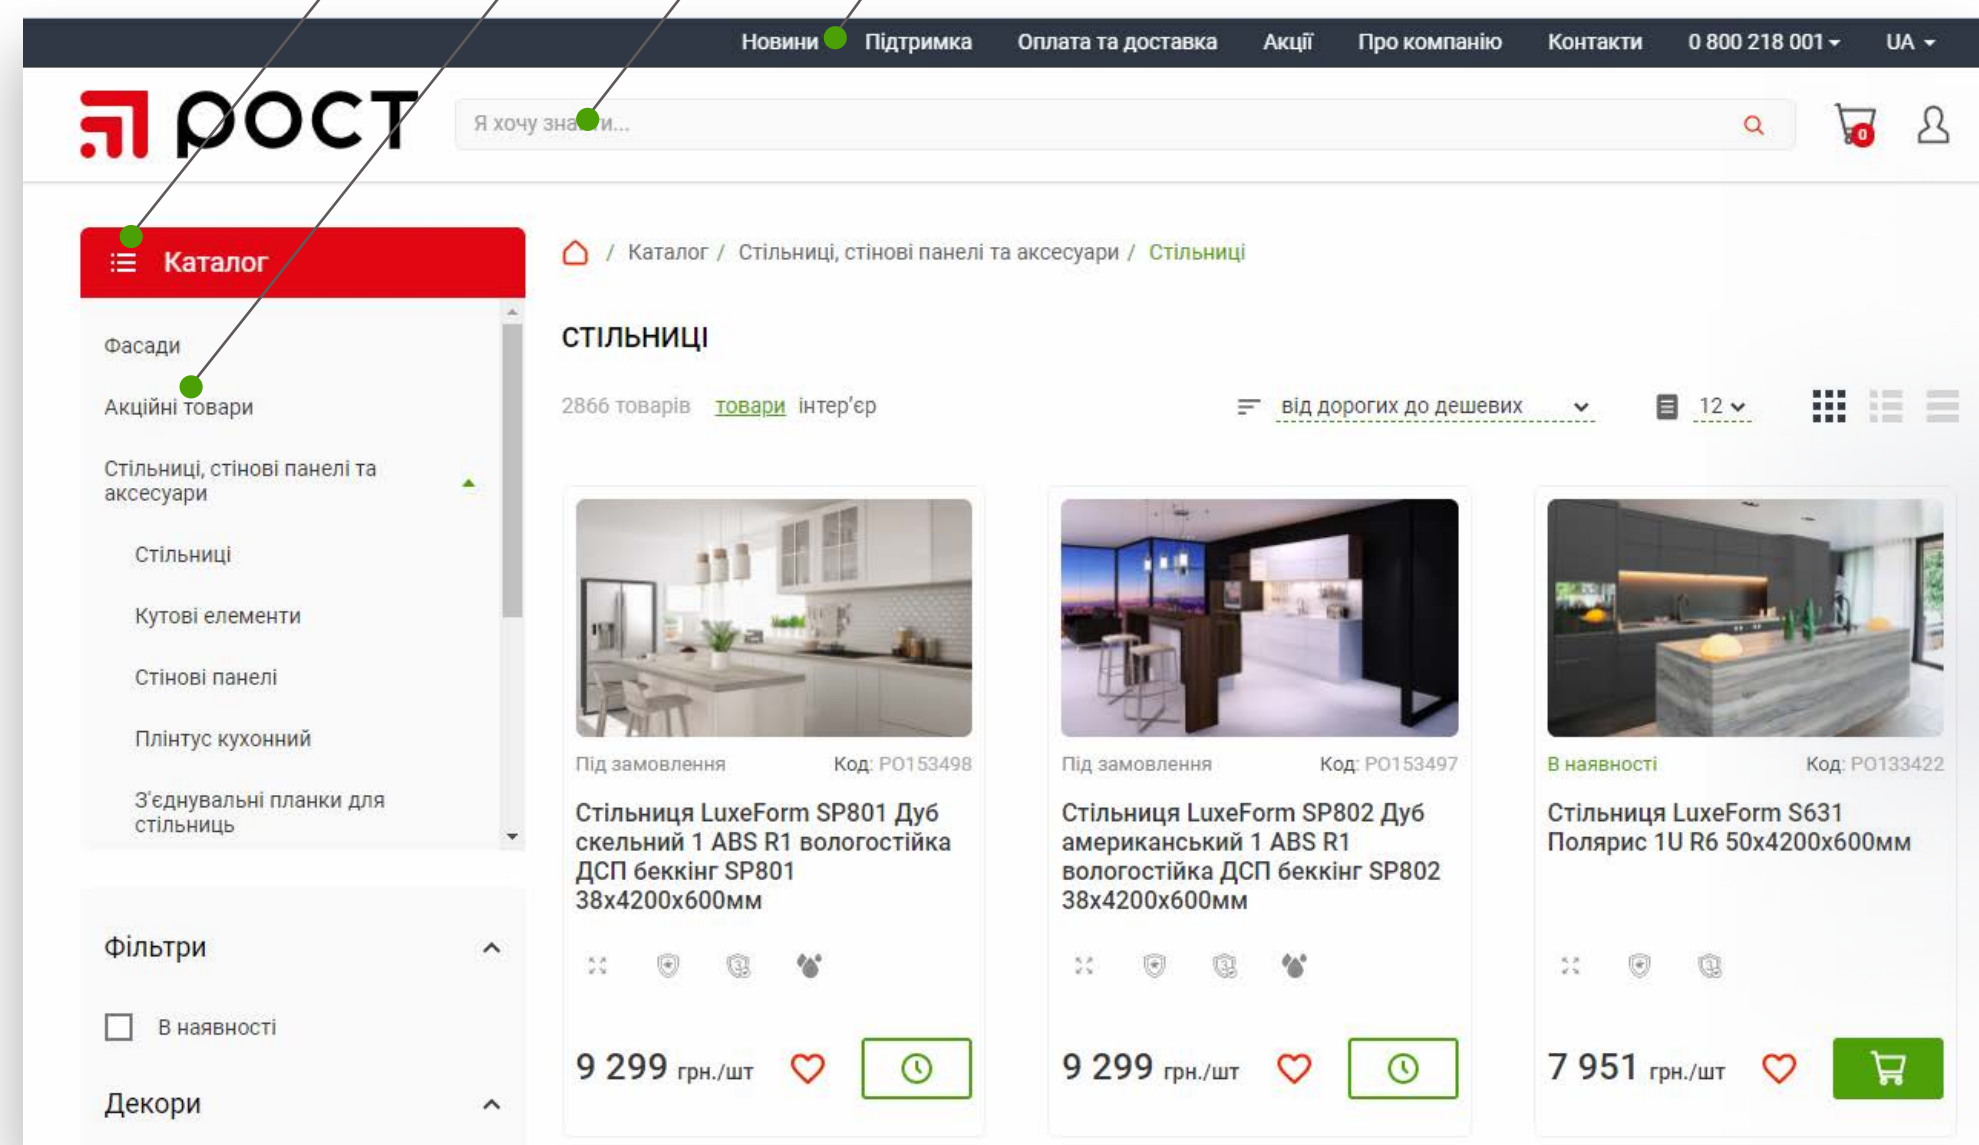 Новини Підтримка Оплата та доставка Акції Про компанію Контакти 0 800 218 001 UA
рост
Я хочу знайти...
0
Каталог
/ Каталог / Стільниці, стінові панелі та аксесуари / Стільниці
Фасади
Акційні товари
Стільниці, стінові панелі та
аксесуари
Стільниці
Кутові елементи
Стінові панелі
Плінтус кухонний
З'єднувальні планки для
стільниць
Фільтри
В наявності
Декори
СТІЛЬНИЦІ
2866 товарів товари інтер'єр
від дорогих до дешевих 12
Під замовлення Код: PO153498
Стільниця LuxeForm SP801 Дуб
скельний 1 ABS R1 вологостійка
ДСП беккінг SP801
38х4200х600мм
9 299 грн./шт
Під замовлення Код: PO153497
Стільниця LuxeForm SP802 Дуб
американський 1 ABS R1
вологостійка ДСП беккінг SP802
38х4200х600мм
9 299 грн./шт
В наявності Код: PO133422
Стільниця LuxeForm S631
Полярис 1U R6 50х4200х600мм
7 951 грн./шт